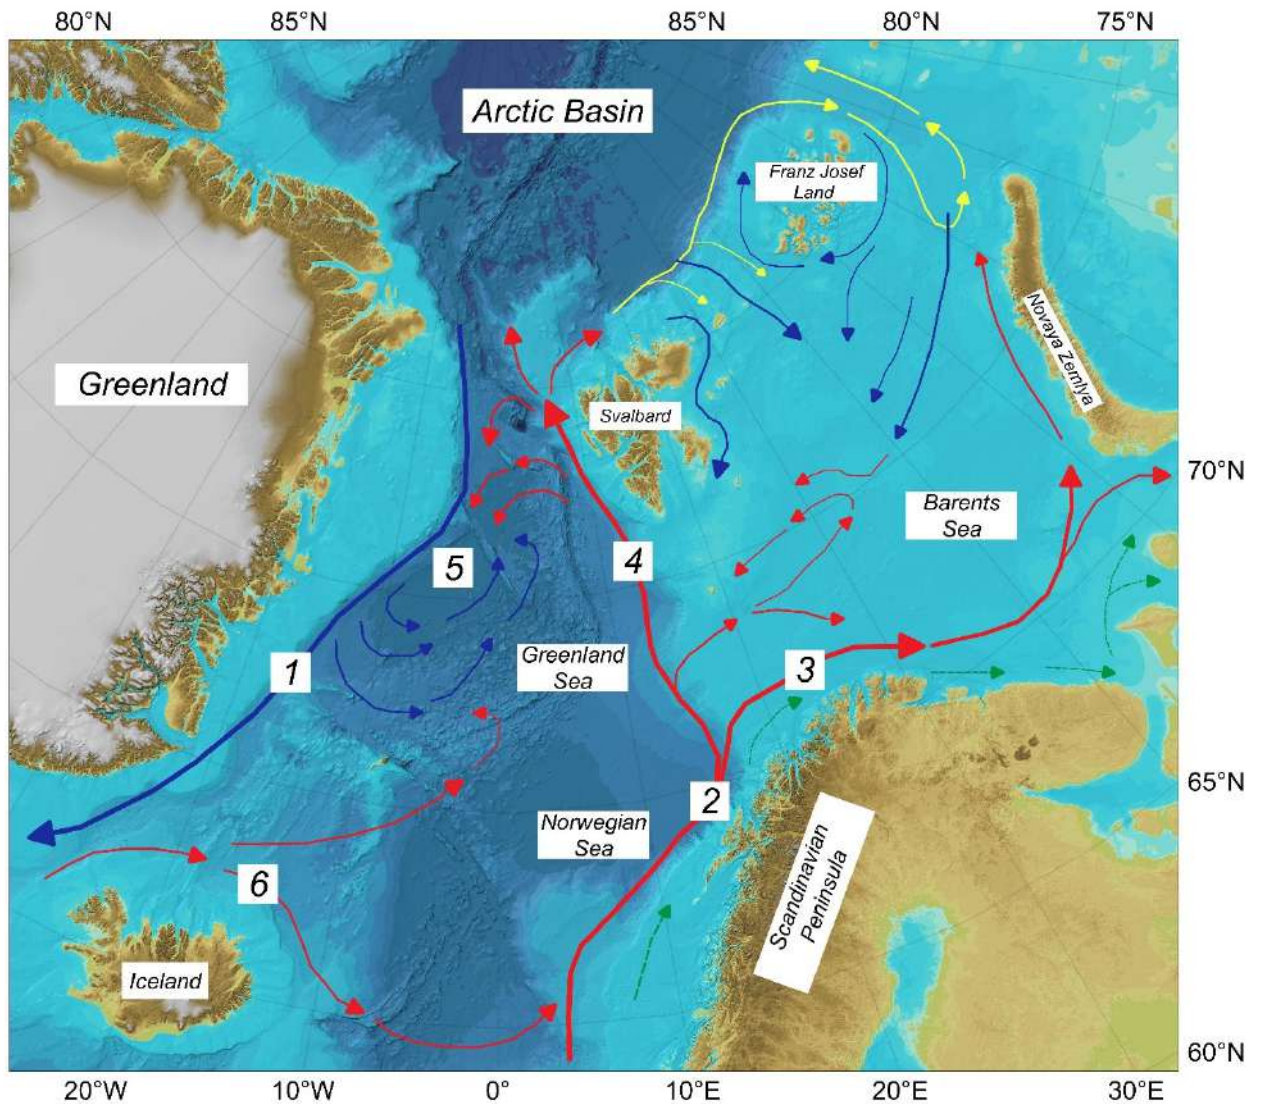 80°N 85°N 85°N 80°N 75°N
Arctic Basin
Franz Josef
Land
Novaya Zemlya
Greenland
Svalbard
70°N
Barents
Sea
5
4
Greenland
Sea
1
3
65°N
2
Norwegian
Sea
Scandinavian
Peninsula
6
Iceland
60°N
20°W 10°W 0° 10°E 20°E 30°E